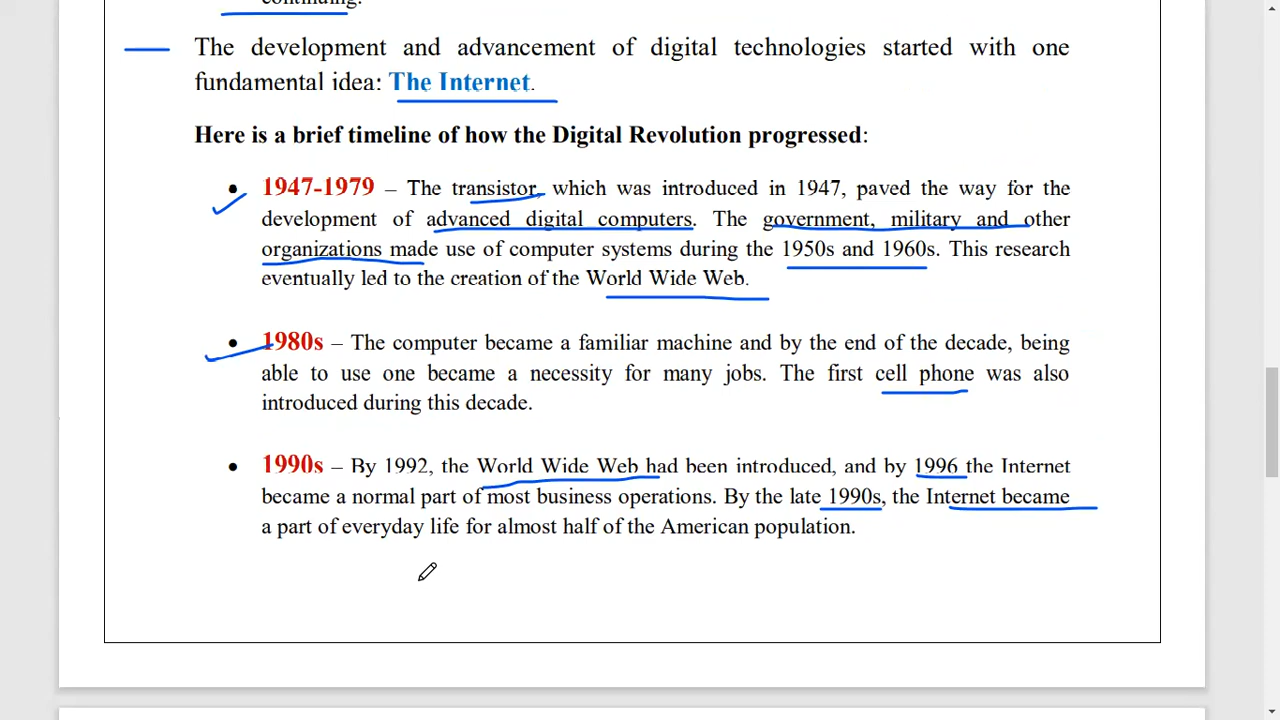 continuing.
The development and advancement of digital technologies started with one
fundamental idea: The Internet.
Here is a brief timeline of how the Digital Revolution progressed:
• 1947-1979 – The transistor, which was introduced in 1947, paved the way for the
development of advanced digital computers. The government, military and other
organizations made use of computer systems during the 1950s and 1960s. This research
eventually led to the creation of the World Wide Web.
• 1980s – The computer became a familiar machine and by the end of the decade, being
able to use one became a necessity for many jobs. The first cell phone was also
introduced during this decade.
• 1990s – By 1992, the World Wide Web had been introduced, and by 1996 the Internet
became a normal part of most business operations. By the late 1990s, the Internet became
a part of everyday life for almost half of the American population.